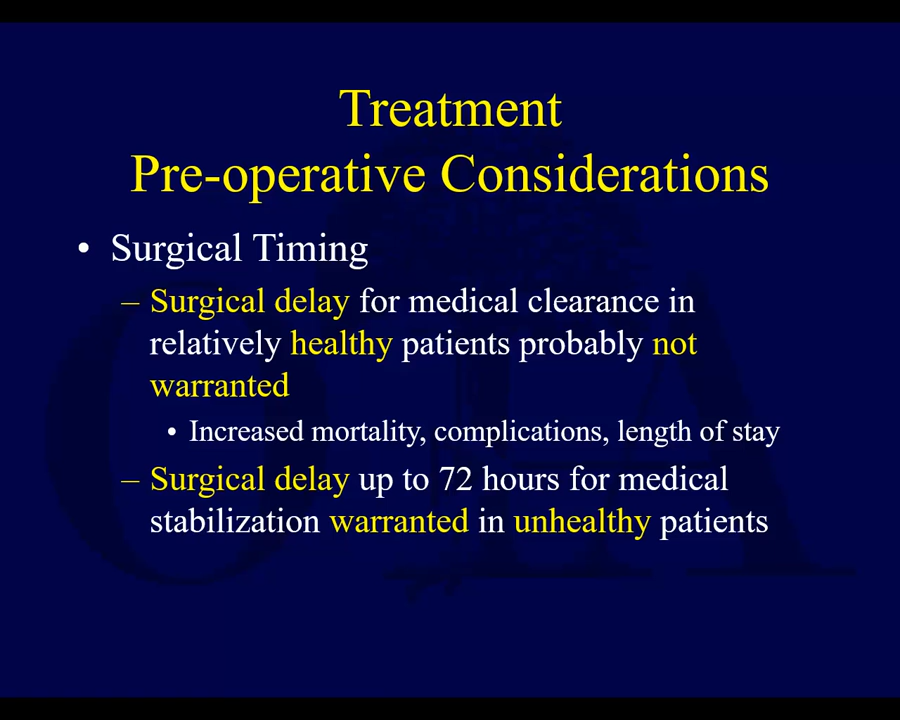 Treatment
Pre-operative Considerations
• Surgical Timing
– Surgical delay for medical clearance in
relatively healthy patients probably not
warranted
• Increased mortality, complications, length of stay
– Surgical delay up to 72 hours for medical
stabilization warranted in unhealthy patients
OTA